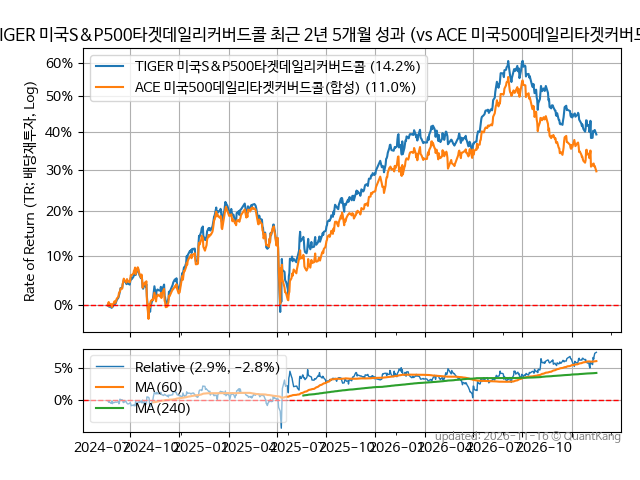 TIGER 미국S&P500타겟데일리커버드콜 최근 2년 5개월 성과 (vs ACE 미국500데일리타겟커버드
60%
50%
40%
30%
20%
10%
0%
Rate of Return (TR: 배당재투자, Log)
TIGER 미국S&P500타겟데일리커버드콜 (14.2%)
ACE 미국500데일리타겟커버드콜(합성) (11.0%)
5%
0%
Relative (2.9%, -2.8%)
MA(60)
MA(240)
2024-07 2024-10 2025-01 2025-04 2025-07 2025-10 2026-01 2026-04 2026-07 2026-10
updated: 2026-11-16 © QuantKang